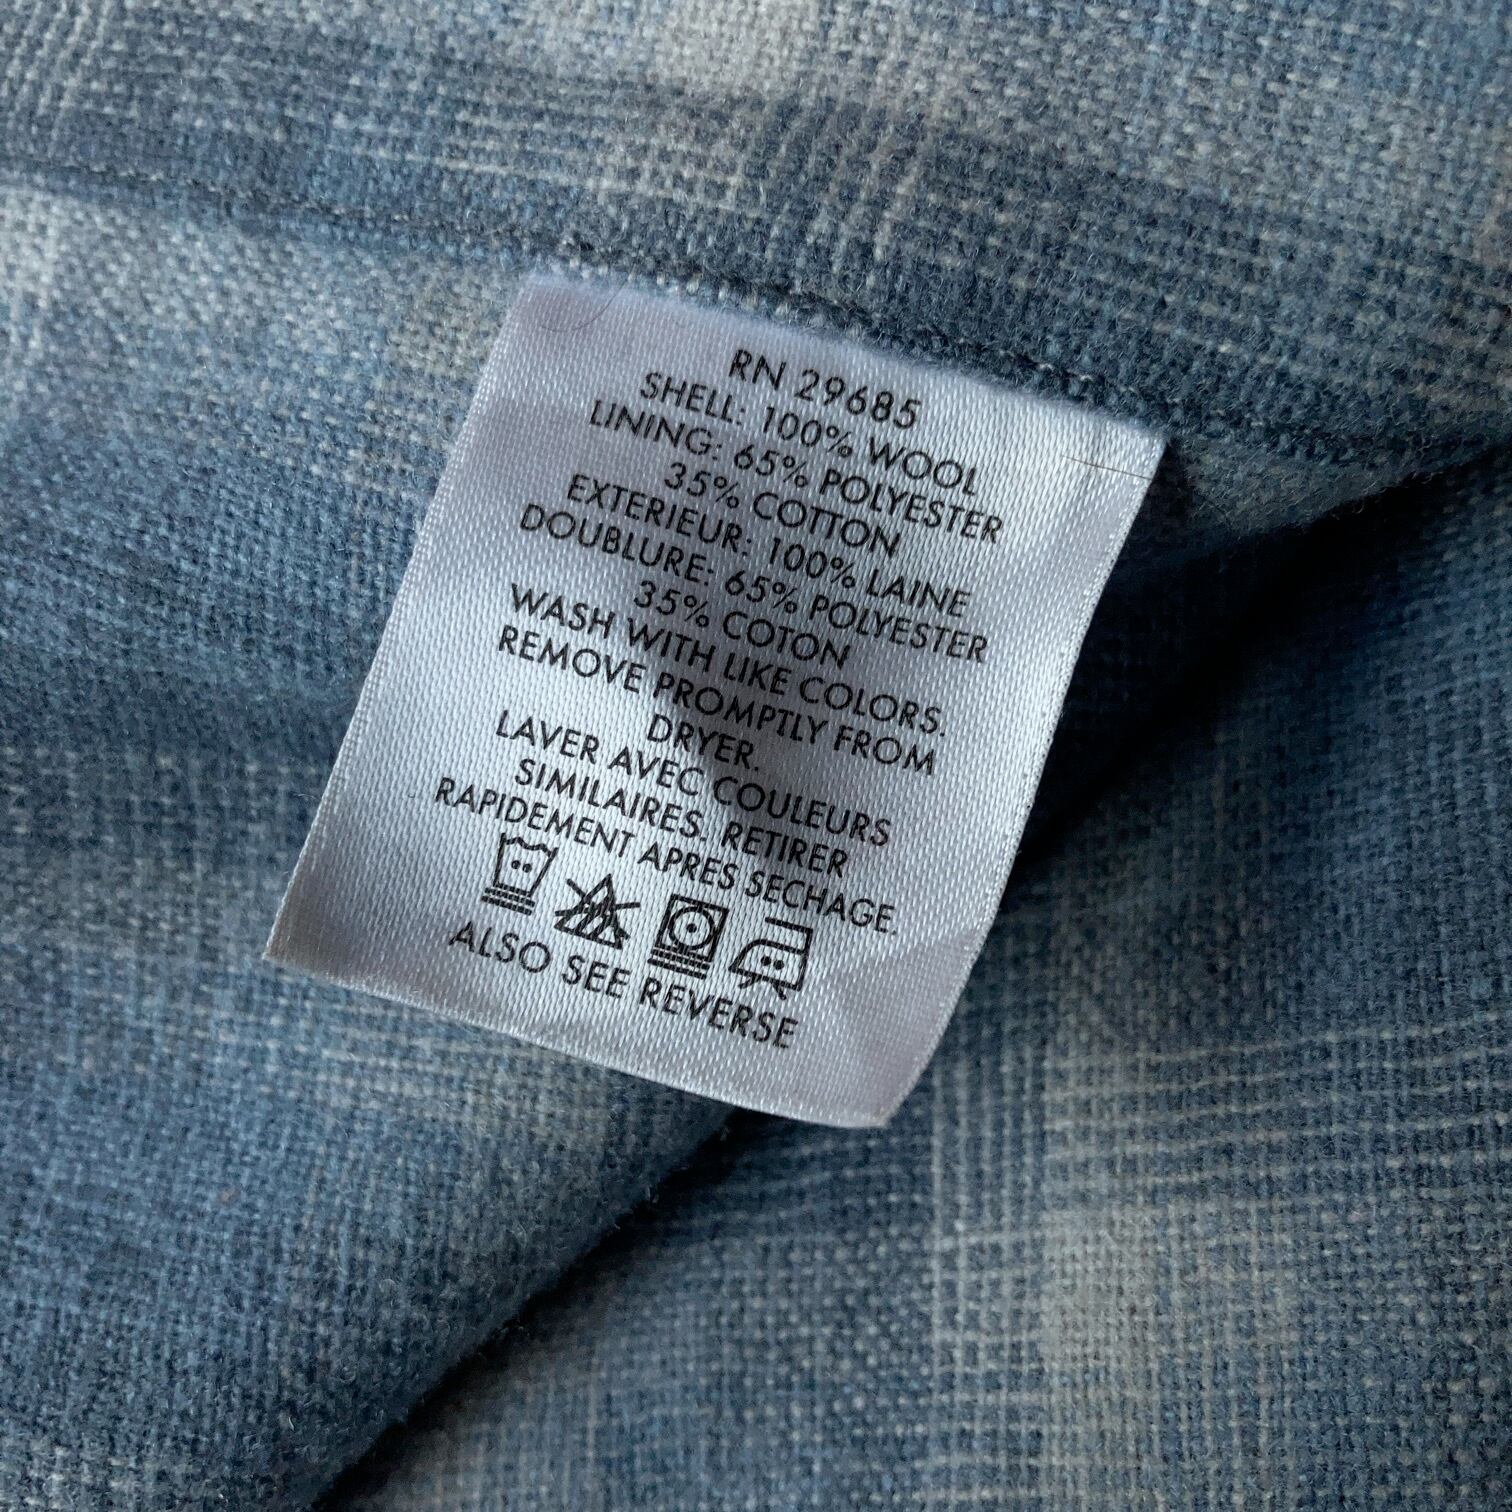 RN 29685
SHELL: 100% WOOL
LINING: 65% POLYESTER
35% COTTON
EXTERIEUR: 100% LAINE
DOUBLURE: 65% POLYESTER
35% COTON
WASH WITH LIKE COLORS.
REMOVE PROMPTLY FROM
DRYER.
LAVER AVEC COULEURS
SIMILAIRES. RETIRER
RAPIDEMENT APRES SECHAGE.
ALSO SEE REVERSE